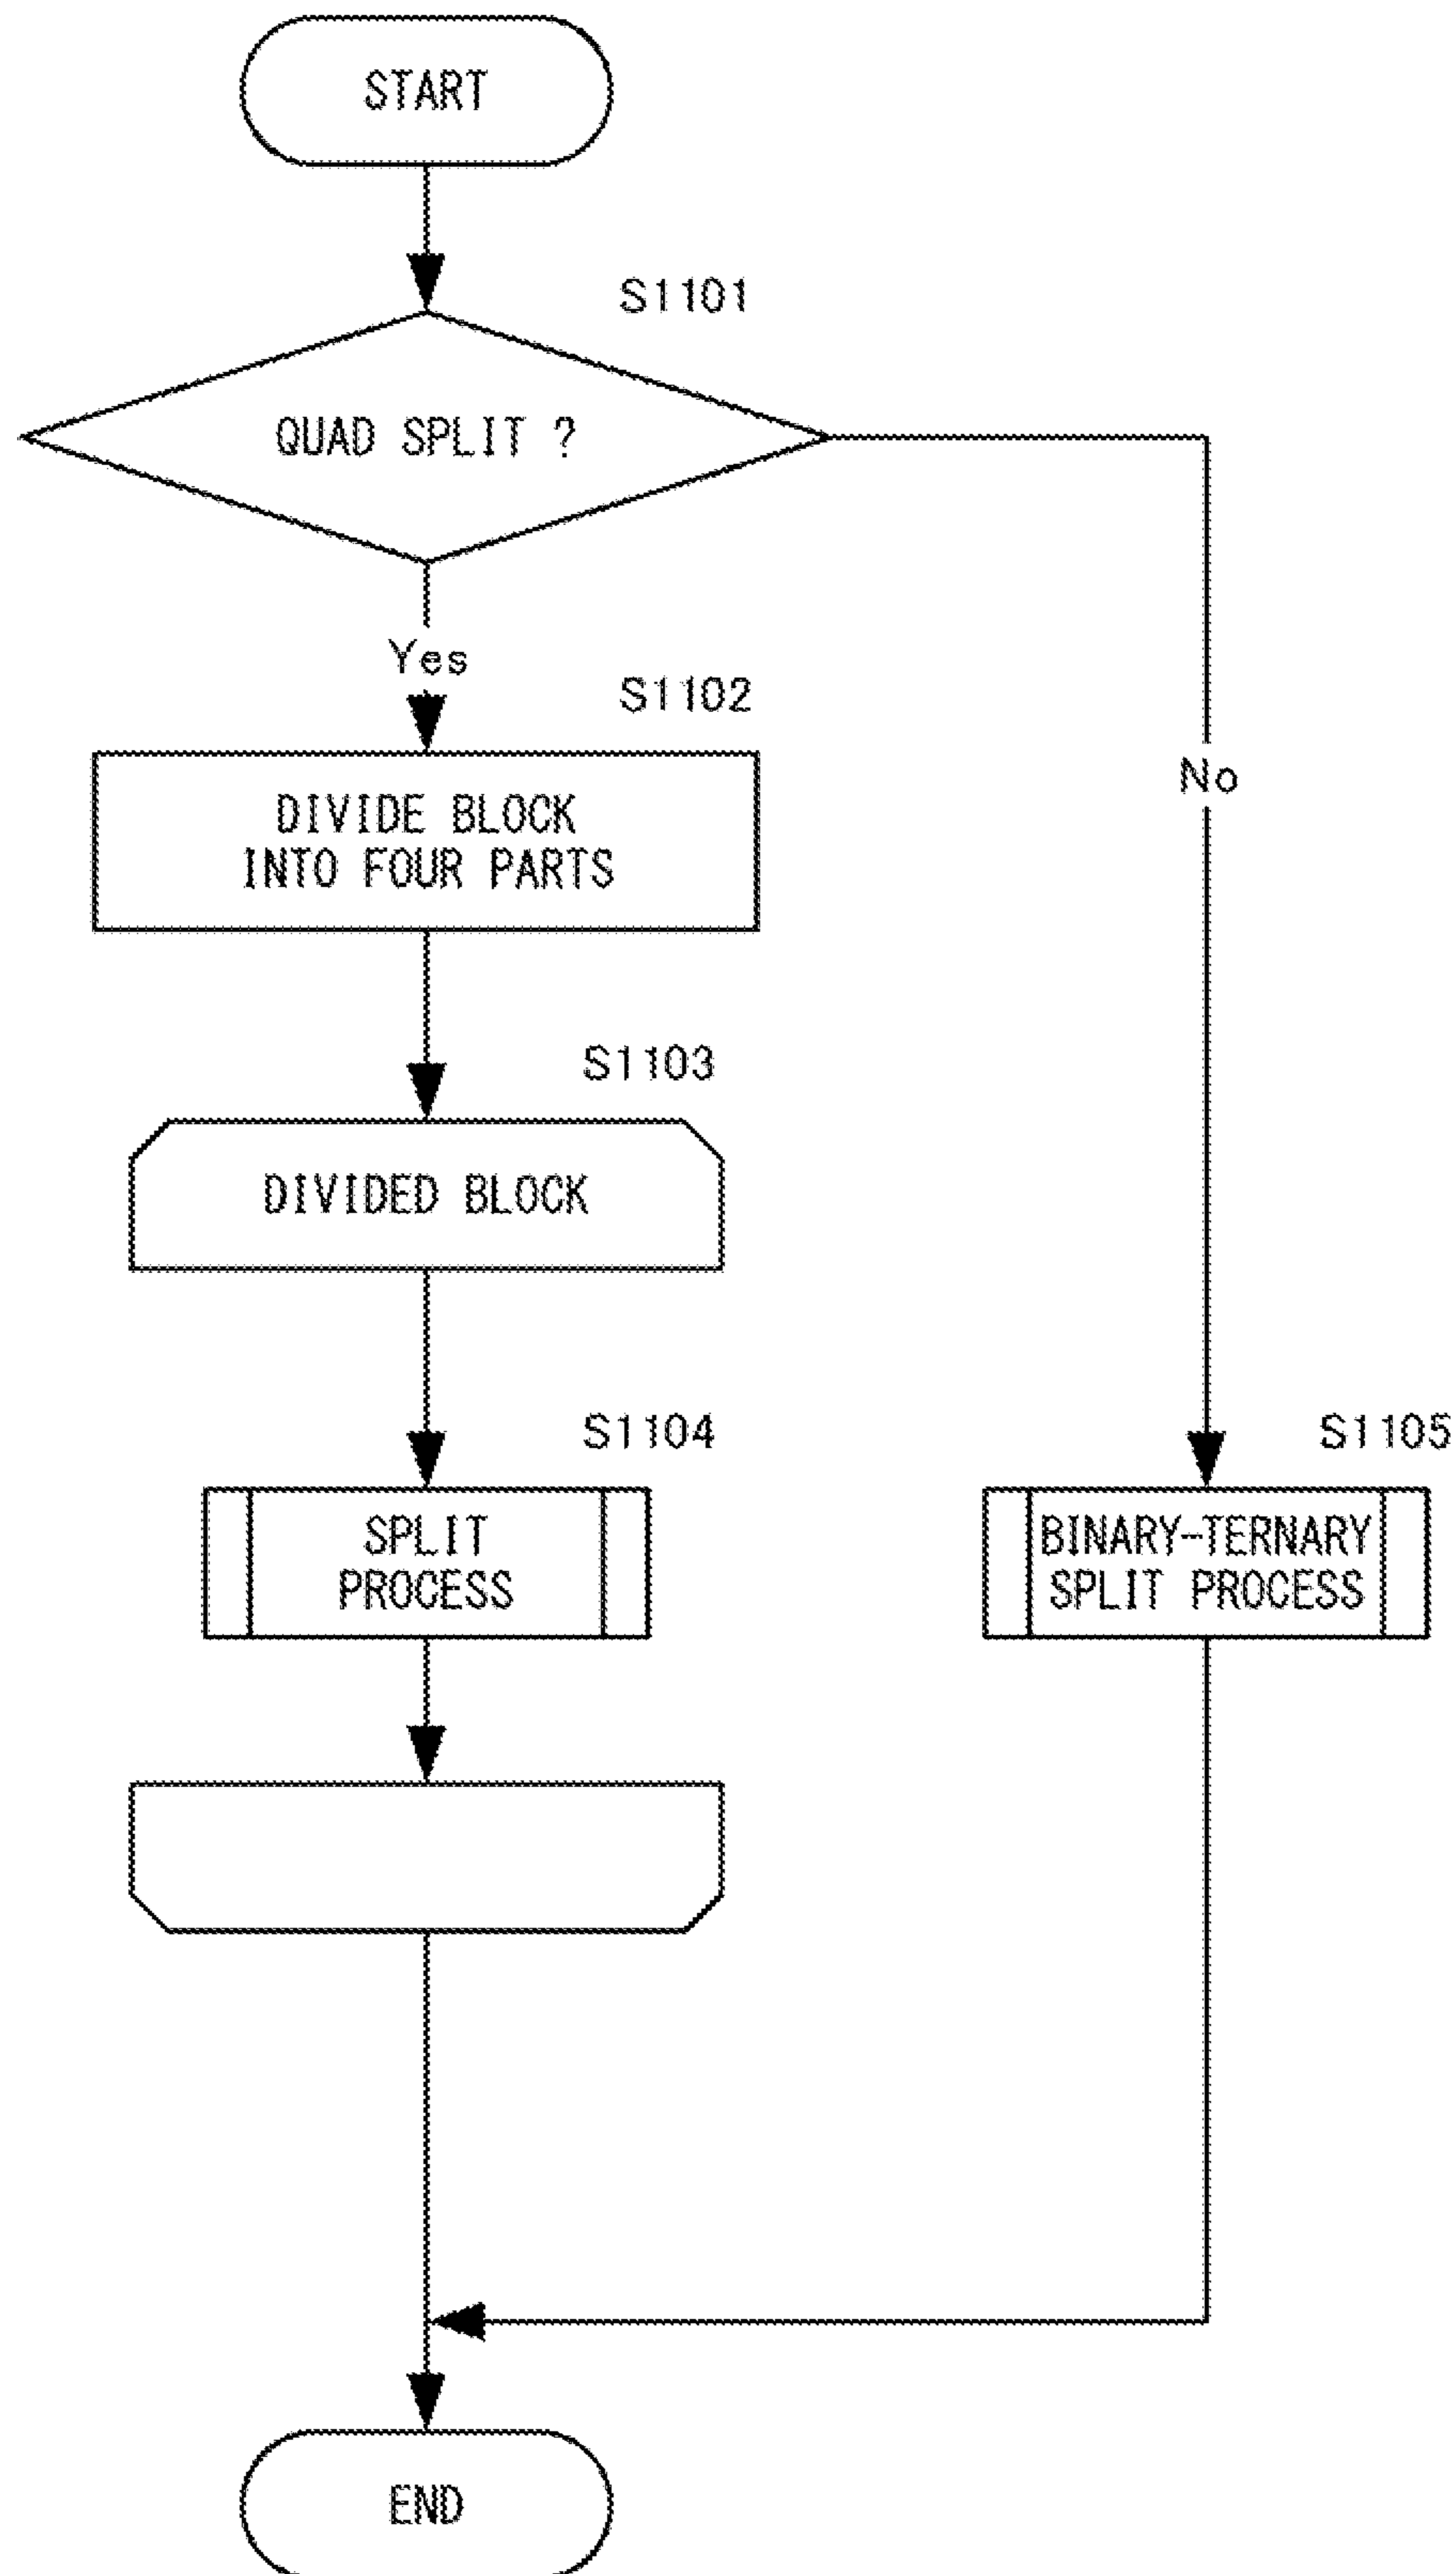 START
S1101
QUAD SPLIT ?
Yes
S1102
No
DIVIDE BLOCK
INTO FOUR PARTS
S1103
DIVIDED BLOCK
S1104
S1105
SPLIT
PROCESS
BINARY-TERNARY
SPLIT PROCESS
END